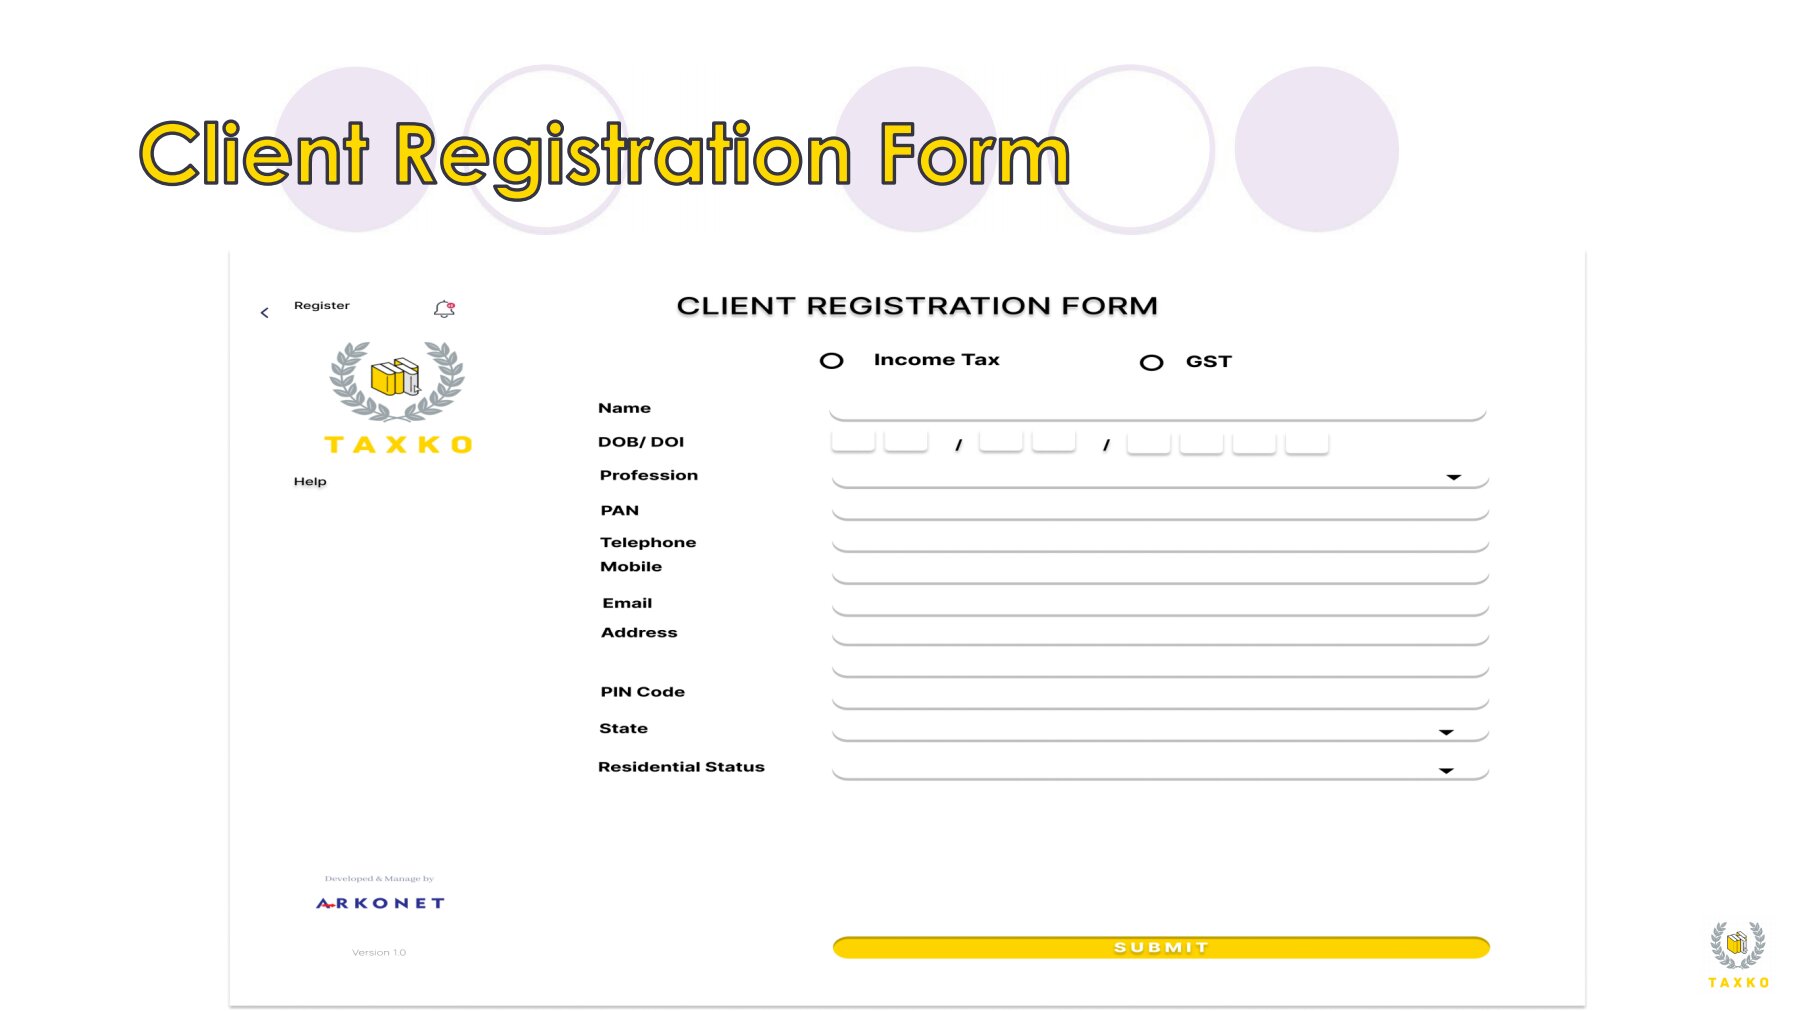 Client Registration Form
Register
CLIENT REGISTRATION FORM
Income Tax
GST
TAXKO
Help
Name
DOB/ DOI / /
Profession
PAN
Telephone
Mobile
Email
Address
PIN Code
State
Residential Status
Developed & Manage by
ARKONET
Version 1.0
SUBMIT
TAXKO